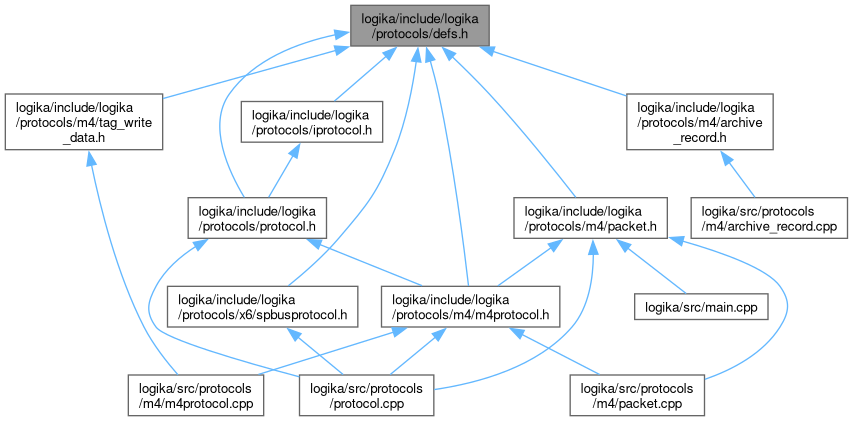 logika/include/logika
/protocols/defs.h
logika/include/logika
/protocols/m4/tag_write
_data.h
logika/include/logika
/protocols/iprotocol.h
logika/include/logika
/protocols/m4/archive
_record.h
logika/include/logika
/protocols/protocol.h
logika/include/logika
/protocols/m4/packet.h
logika/src/protocols
/m4/archive_record.cpp
logika/include/logika
/protocols/x6/spbusprotocol.h
logika/include/logika
/protocols/m4/m4protocol.h
logika/src/main.cpp
logika/src/protocols
/m4/m4protocol.cpp
logika/src/protocols
/protocol.cpp
logika/src/protocols
/m4/packet.cpp